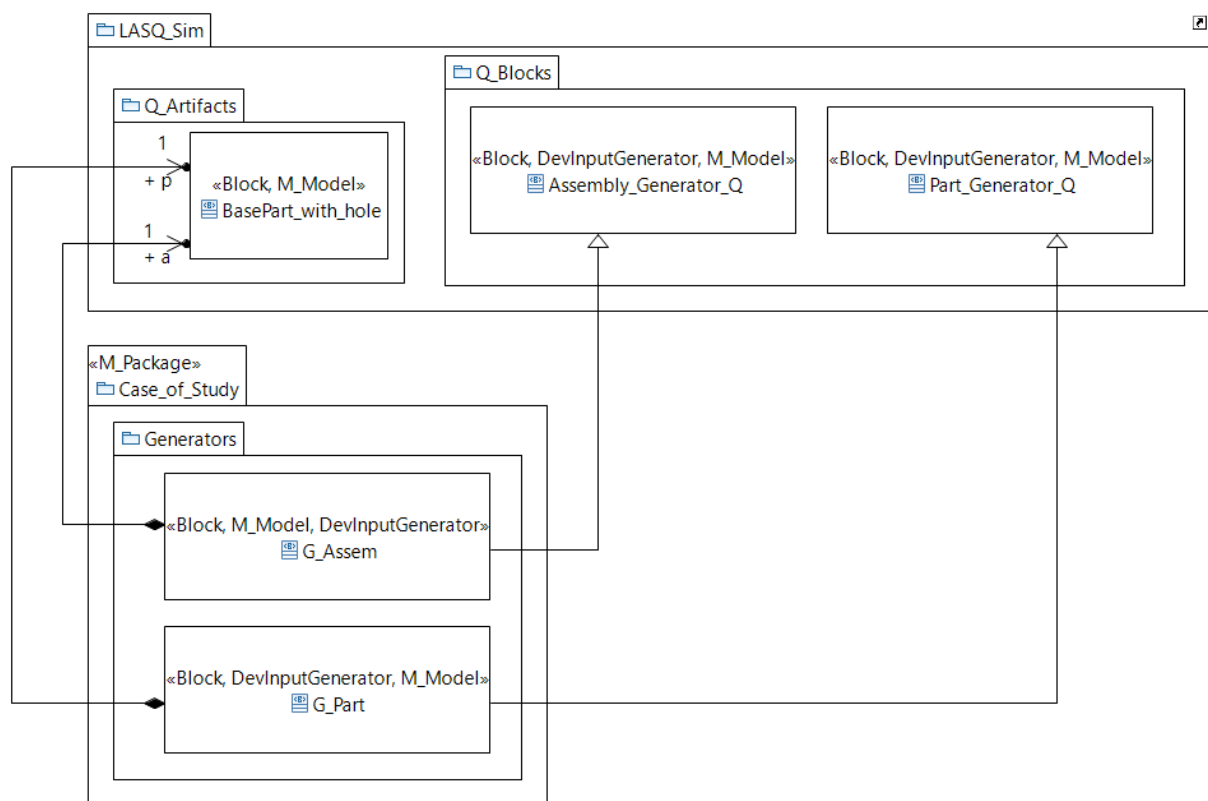 LASQ_Sim
Q_Blocks
Q_Artifacts
«Block, DevInputGenerator, M_Model»
Assembly_Generator_Q
«Block, DevInputGenerator, M_Model»
Part_Generator_Q
1
+ p
«Block, M_Model»
BasePart_with_hole
1
+ a
«M_Package»
Case_of_Study
Generators
«Block, M_Model, DevInputGenerator»
G_Assem
«Block, DevInputGenerator, M_Model»
G_Part